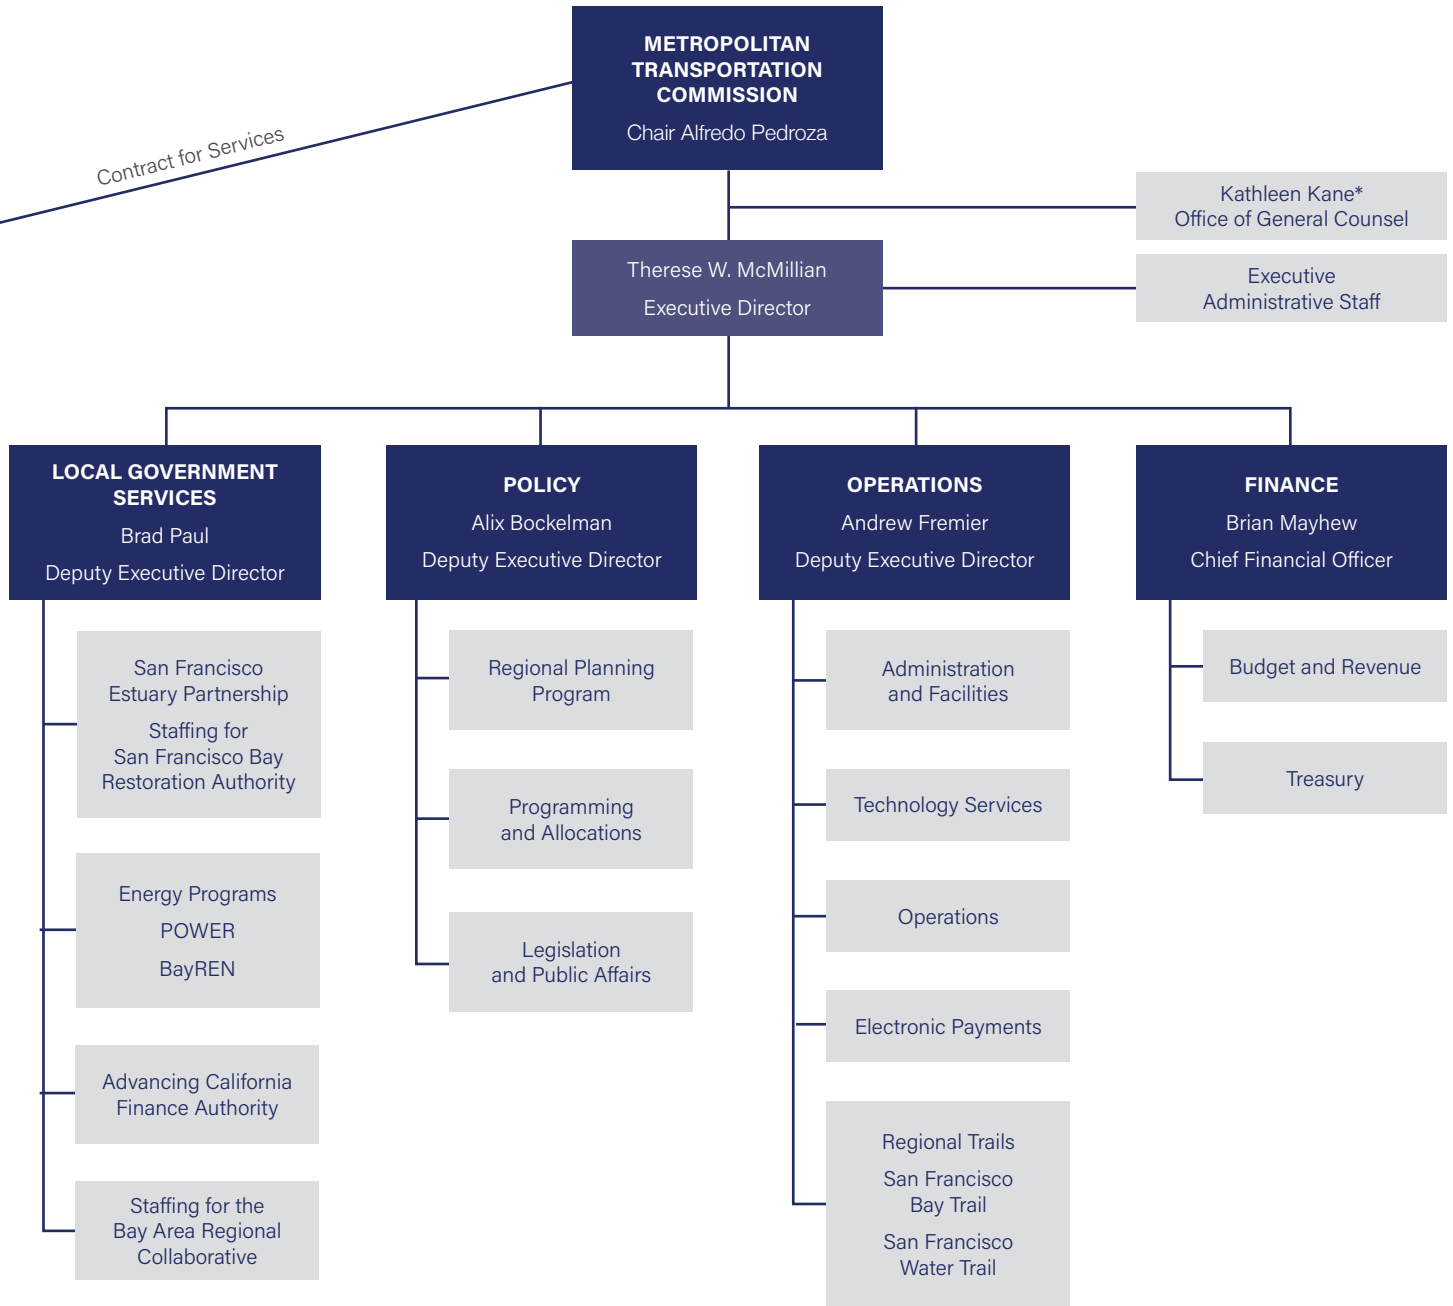 METROPOLITAN
TRANSPORTATION
COMMISSION
Chair Alfredo Pedroza
Contract for Services
Kathleen Kane*
Office of General Counsel
Therese W. McMillian
Executive Director
Executive
Administrative Staff
LOCAL GOVERNMENT
SERVICES
Brad Paul
Deputy Executive Director
San Francisco
Estuary Partnership
Staffing for
San Francisco Bay
Restoration Authority
Energy Programs
POWER
BayREN
Advancing California
Finance Authority
Staffing for the
Bay Area Regional
Collaborative
POLICY
Alix Bockelman
Deputy Executive Director
Regional Planning
Program
Programming
and Allocations
Legislation
and Public Affairs
OPERATIONS
Andrew Fremier
Deputy Executive Director
Administration
and Facilities
Technology Services
Operations
Electronic Payments
Regional Trails
San Francisco
Bay Trail
San Francisco
Water Trail
FINANCE
Brian Mayhew
Chief Financial Officer
Budget and Revenue
Treasury